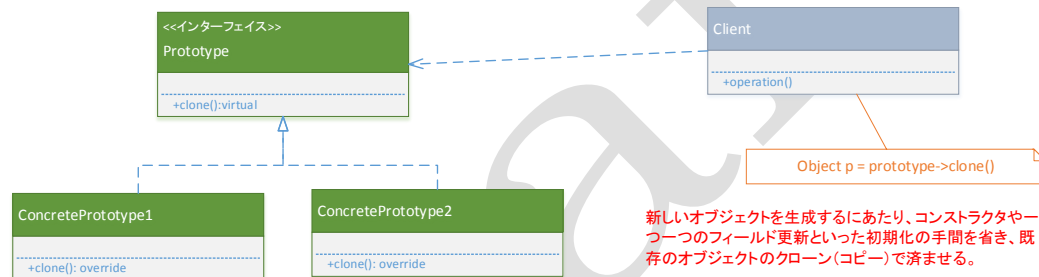 <<インターフェイス>>
Prototype
+clone():virtual
Client
+operation()
Object p = prototype->clone()
ConcretePrototype1
+clone(): override
ConcretePrototype2
+clone(): override
新しいオブジェクトを生成するにあたり、コンストラクタや一
つ一つのフィールド更新といった初期化の手間を省き、既
存のオブジェクトのクローン（コピー）で済ませる。